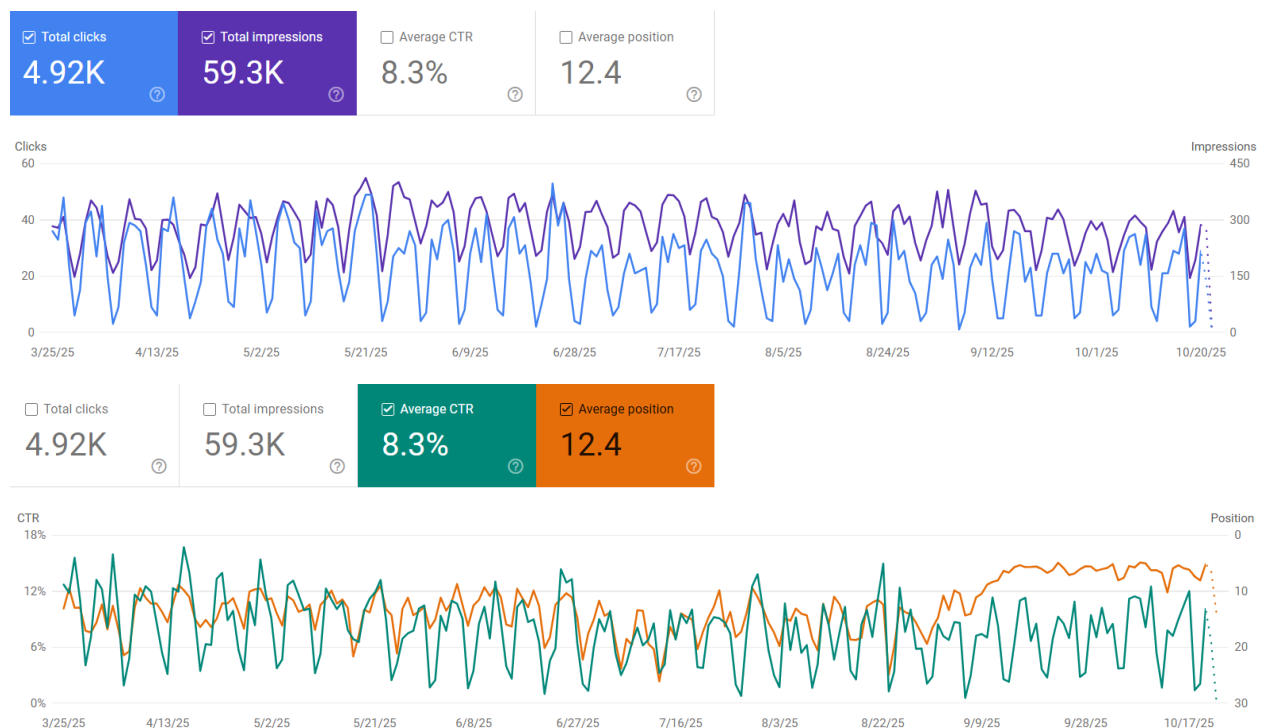 Total clicks Total impressions Average CTR Average position
4.92K 59.3K 8.3% 12.4
Clicks Impressions
60 450
40 300
20 150
0 0
3/25/25 4/13/25 5/2/25 5/21/25 6/9/25 6/28/25 7/17/25 8/5/25 8/24/25 9/12/25 10/1/25 10/20/25
Total clicks Total impressions Average CTR Average position
4.92K 59.3K 8.3% 12.4
CTR Position
18% 0
12% 10
6% 20
0% 30
3/25/25 4/13/25 5/2/25 5/21/25 6/8/25 6/27/25 7/16/25 8/3/25 8/22/25 9/9/25 9/28/25 10/17/25